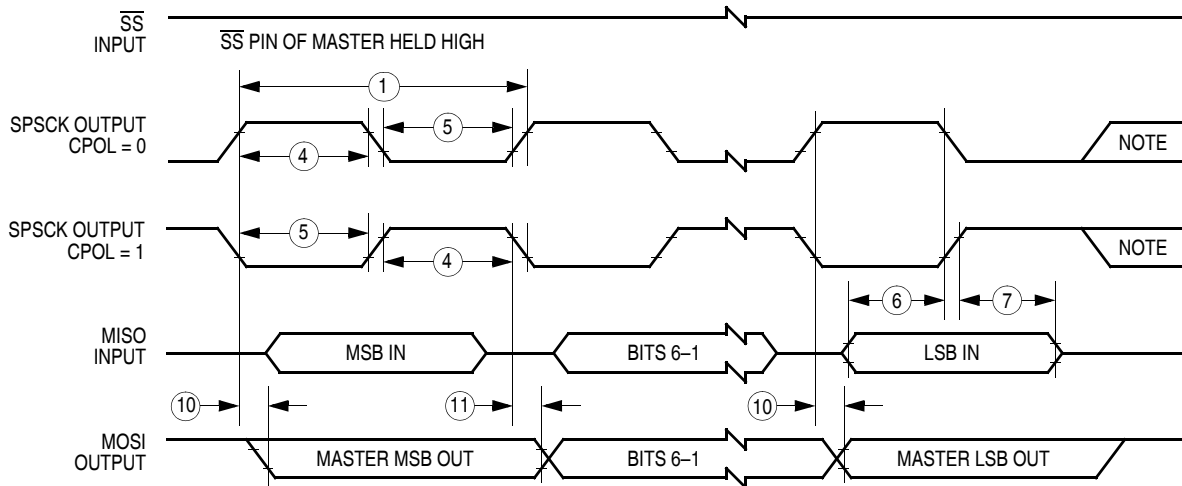 SS
INPUT
SS PIN OF MASTER HELD HIGH
1
SPSCK OUTPUT
CPOL = 0
5
4
NOTE
SPSCK OUTPUT
CPOL = 1
5
4
NOTE
6
7
MISO
INPUT
MSB IN
BITS 6–1
LSB IN
10
11
10
MOSI
OUTPUT
MASTER MSB OUT
BITS 6–1
MASTER LSB OUT